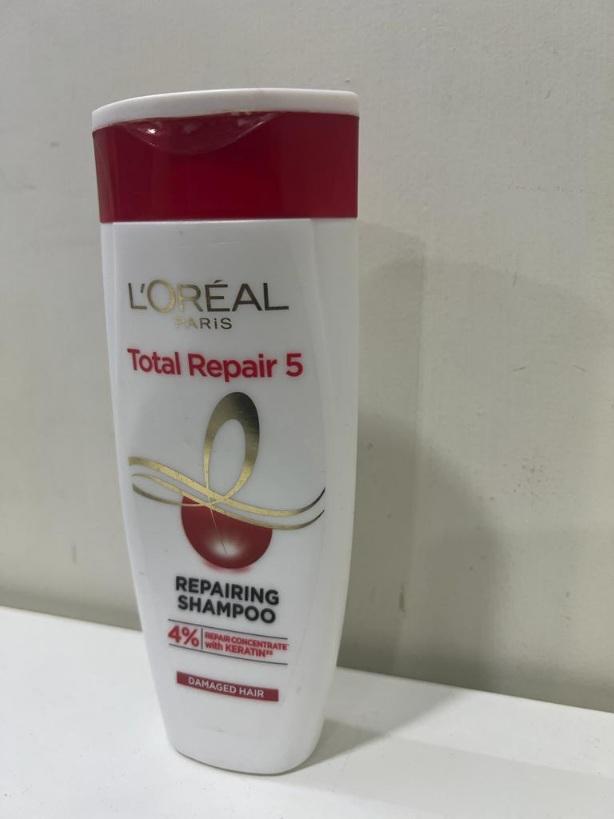 L'ORÉAL
PARIS
Total Repair 5
REPAIRING
SHAMPOO
4% REPAIR CONCENTRATE
with KERATIN
DAMAGED HAIR